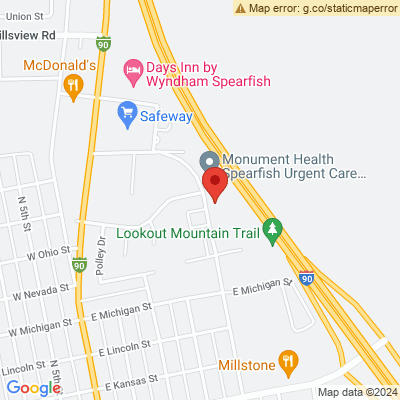 Map error: g.co/staticmaperror
Union St
llsview Rd
90
McDonald's
Days Inn by
Wyndham Spearfish
Safeway
Monument Health
Spearfish Urgent Care...
N 5th St
Polley Dr
Lookout Mountain Trail
W Ohio St
90
W Nevada St
90
E Michigan St
E Michigan St
W Michigan St
E Lincoln St
Lincoln St
N 5th St
E Kansas St
Millstone
Google
Map data ©2024